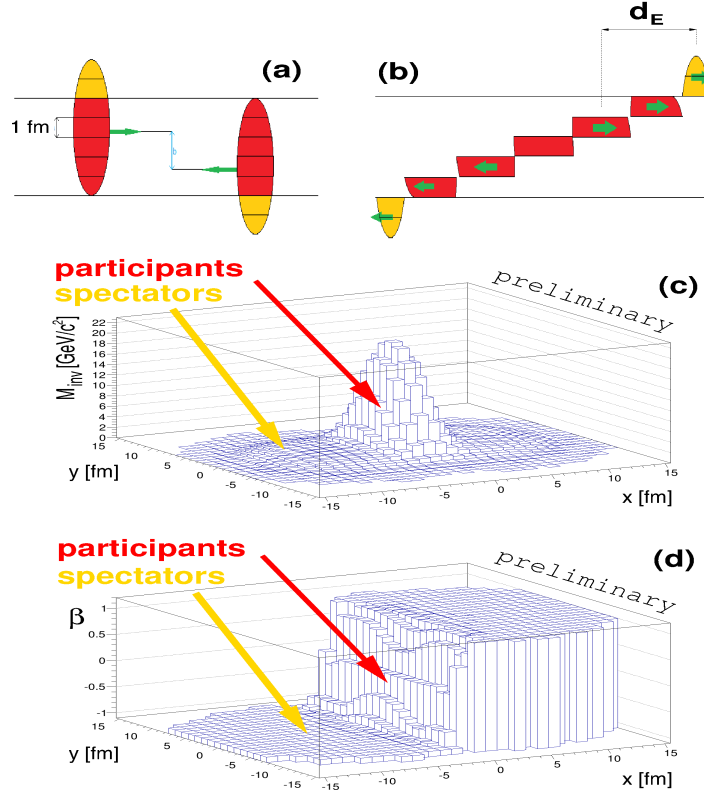 (a)
1 fm
b
(b)
d_E
participants
spectators
preliminary
(c)
M_inv [GeV/c²]
22
20
18
16
14
12
10
8
6
4
2
0
15
10
5
0
-5
-10
-15
y [fm]
-15
-10
-5
0
5
10
15
x [fm]
participants
spectators
preliminary
(d)
β
1
0.5
0
-0.5
-1
15
10
5
0
-5
-10
-15
y [fm]
-15
-10
-5
0
5
10
15
x [fm]